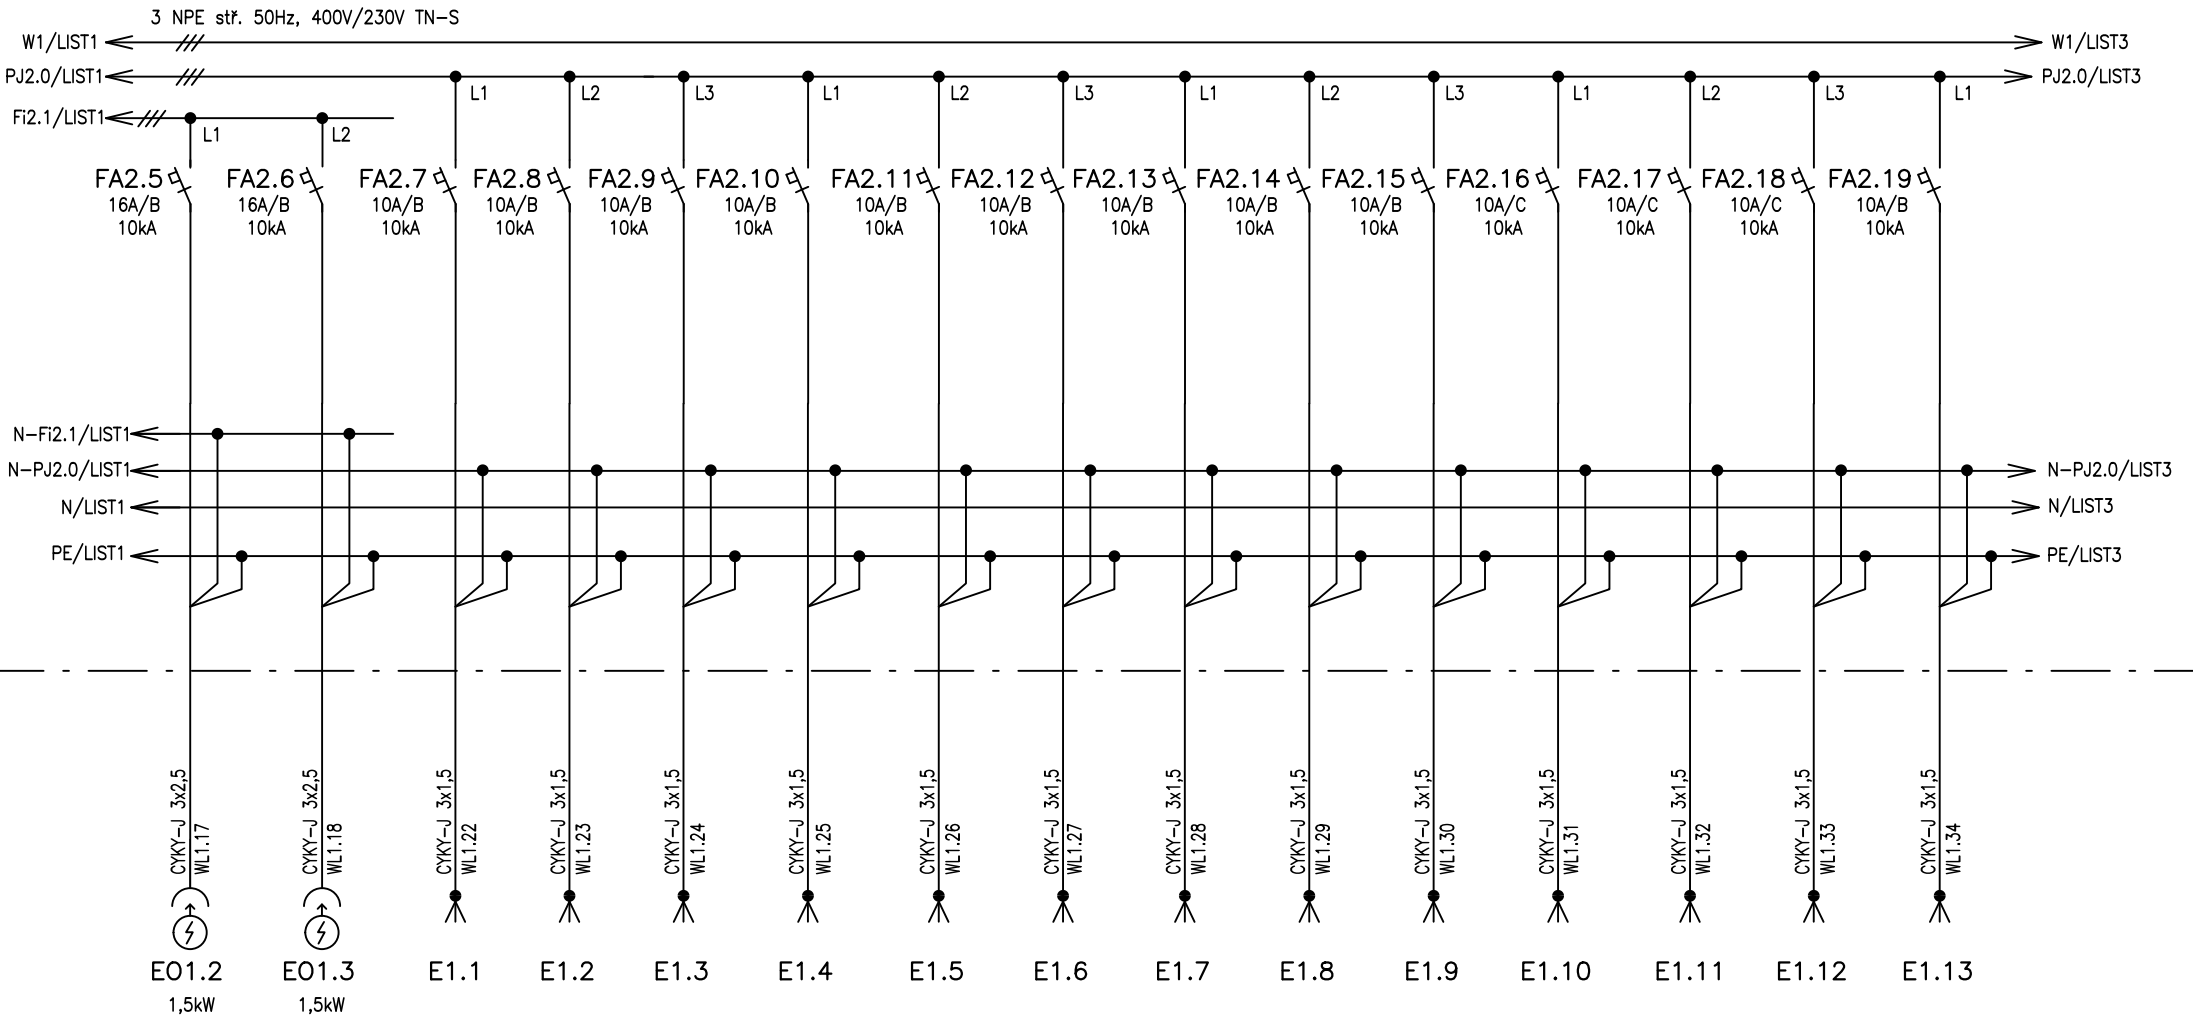 3 NPE stř. 50Hz, 400V/230V TN-S
W1/LIST1 W1/LIST3
PJ2.0/LIST1 PJ2.0/LIST3
L1 L2 L3 L1 L2 L3 L1 L2 L3 L1 L2 L3 L1
Fi2.1/LIST1
L1 L2
FA2.5 FA2.6 FA2.7 FA2.8 FA2.9 FA2.10 FA2.11 FA2.12 FA2.13 FA2.14 FA2.15 FA2.16 FA2.17 FA2.18 FA2.19
16A/B 16A/B 10A/B 10A/B 10A/B 10A/B 10A/B 10A/B 10A/B 10A/B 10A/B 10A/C 10A/C 10A/C 10A/B
10kA 10kA 10kA 10kA 10kA 10kA 10kA 10kA 10kA 10kA 10kA 10kA 10kA 10kA 10kA
N-Fi2.1/LIST1
N-PJ2.0/LIST1 N-PJ2.0/LIST3
N/LIST1 N/LIST3
PE/LIST1 PE/LIST3
CYKY-J 3x2,5
WL1.17
CYKY-J 3x2,5
WL1.18
CYKY-J 3x1,5
WL1.22
CYKY-J 3x1,5
WL1.23
CYKY-J 3x1,5
WL1.24
CYKY-J 3x1,5
WL1.25
CYKY-J 3x1,5
WL1.26
CYKY-J 3x1,5
WL1.27
CYKY-J 3x1,5
WL1.28
CYKY-J 3x1,5
WL1.29
CYKY-J 3x1,5
WL1.30
CYKY-J 3x1,5
WL1.31
CYKY-J 3x1,5
WL1.32
CYKY-J 3x1,5
WL1.33
CYKY-J 3x1,5
WL1.34
EO1.2 EO1.3 E1.1 E1.2 E1.3 E1.4 E1.5 E1.6 E1.7 E1.8 E1.9 E1.10 E1.11 E1.12 E1.13
1,5kW 1,5kW